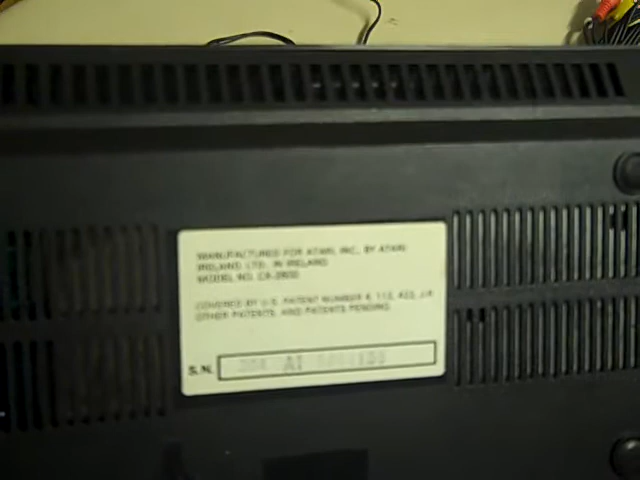 MANUFACTURED FOR ATARI, INC. BY ATARI
IRELAND LTD. IN IRELAND
MODEL NO. CX-2600
COVERED BY U.S. PATENT NUMBER 4, 112, 422, J.P.
OTHER PATENTS, AND PATENTS PENDING
S.N. AI